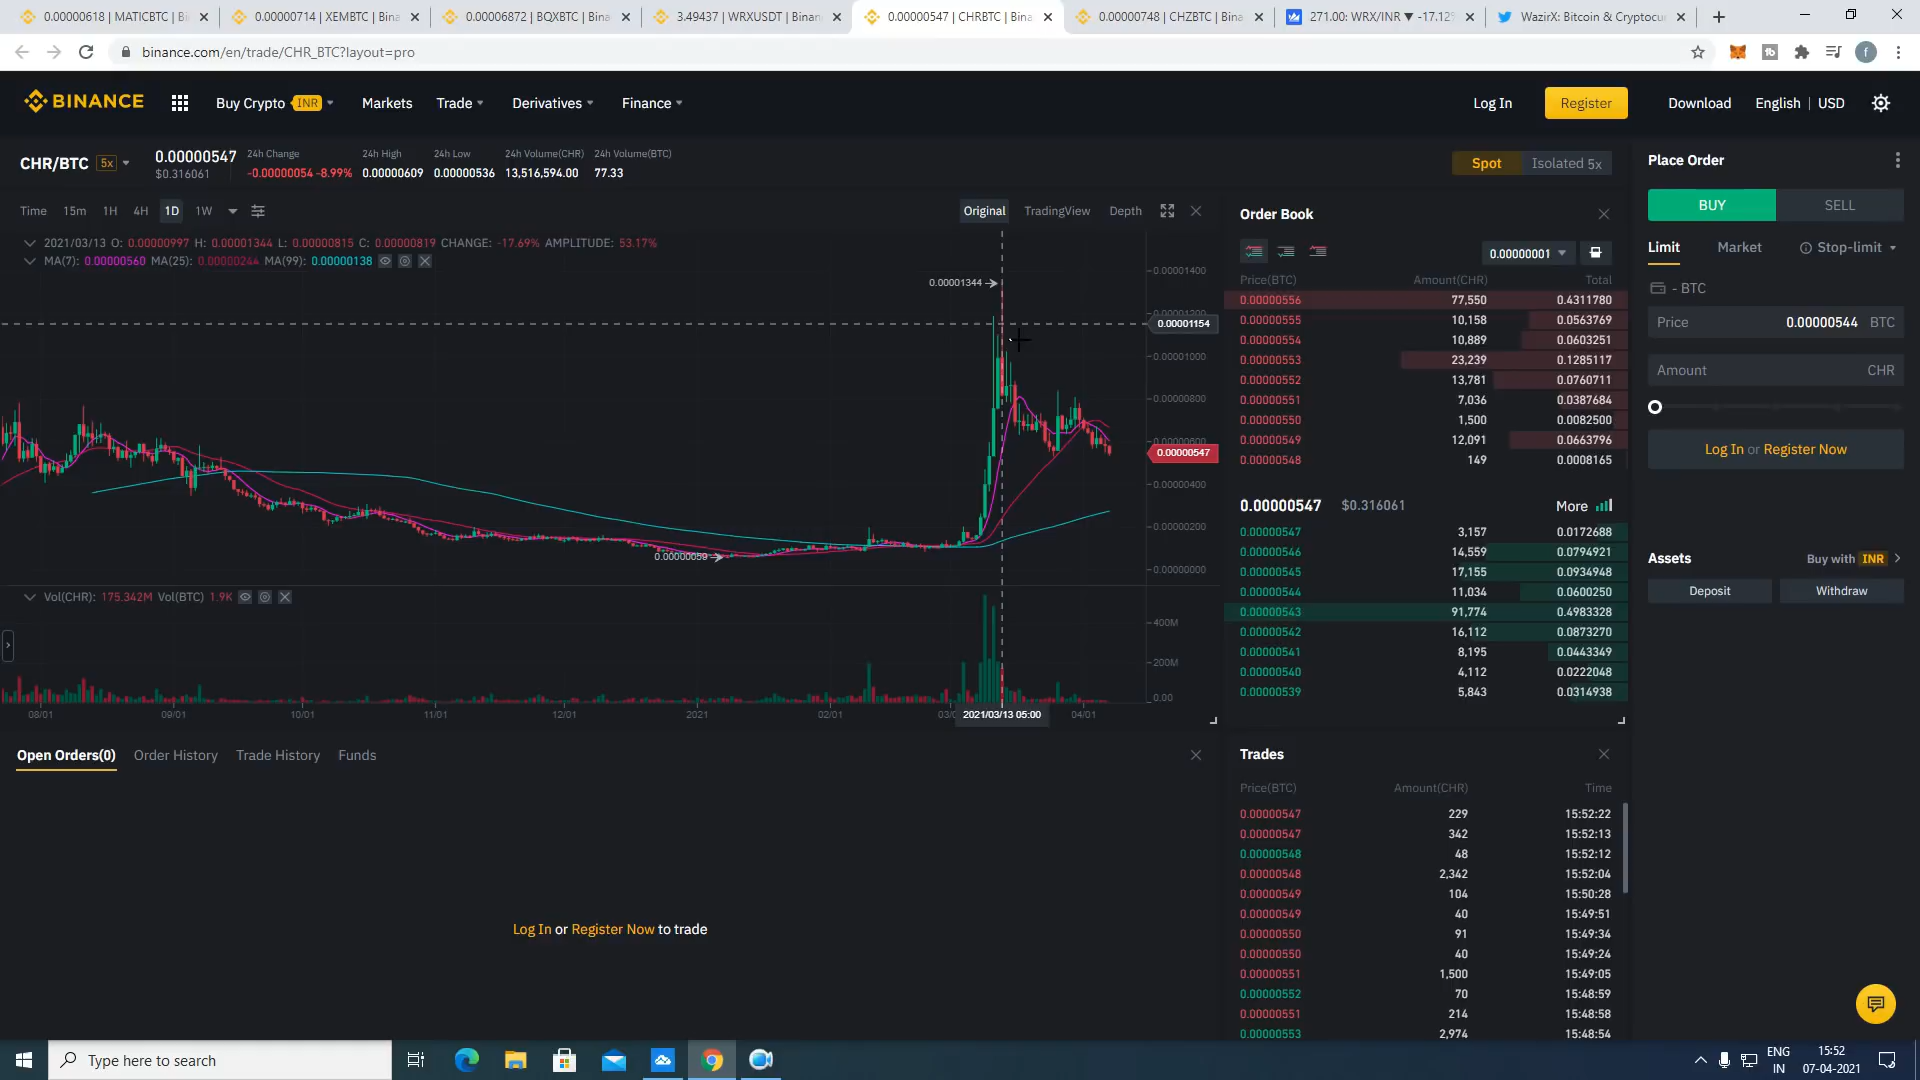 0.00000618 | MATICBTC | Bi
0.00000714 | XEMBTC | Binanc
0.00006872 | BQXBTC | Binanc
3.49437 | WRXUSDT | Binanc
0.00000547 | CHRBTC | Binanc
0.00000748 | CHZBTC | Binanc
271.00: WRX/INR ▼ -17.12%
WazirX: Bitcoin & Cryptocur
binance.com/en/trade/CHR_BTC?layout=pro
BINANCE
Buy Crypto INR
Markets
Trade
Derivatives
Finance
Log In
Register
Download
English | USD
CHR/BTC 5x
0.00000547
$0.316061
24h Change
-0.00000054 -8.99%
24h High
0.00000609
24h Low
0.00000536
24h Volume(CHR)
13,516,594.00
24h Volume(BTC)
77.33
Spot
Isolated 5x
Time 15m 1H 4H 1D 1W
Original TradingView Depth
2021/03/13 O: 0.00000997 H: 0.00001344 L: 0.00000815 C: 0.00000819 CHANGE: -17.69% AMPLITUDE: 53.17%
MA(7): 0.00000560 MA(25): 0.00000244 MA(99): 0.00000138
0.00001400
0.00001344
0.00001154
0.00001000
0.00000800
0.00000547
0.00000400
0.00000200
0.00000059
0.00000000
Vol(CHR): 175.342M Vol(BTC) 1.9K
400M
200M
0.00
08/01 09/01 10/01 11/01 12/01 2021 02/01 2021/03/13 05:00 04/01
Order Book
0.00000001
Price(BTC) Amount(CHR) Total
0.00000556 77,550 0.4311780
0.00000555 10,158 0.0563769
0.00000554 10,889 0.0603251
0.00000553 23,239 0.1285117
0.00000552 13,781 0.0760711
0.00000551 7,036 0.0387684
0.00000550 1,500 0.0082500
0.00000549 12,091 0.0663796
0.00000548 149 0.0008165
0.00000547 $0.316061 More
0.00000547 3,157 0.0172688
0.00000546 14,559 0.0794921
0.00000545 17,155 0.0934948
0.00000544 11,034 0.0600250
0.00000543 91,774 0.4983328
0.00000542 16,112 0.0873270
0.00000541 8,195 0.0443349
0.00000540 4,112 0.0222048
0.00000539 5,843 0.0314938
Place Order
BUY SELL
Limit Market Stop-limit
- BTC
Price 0.00000544 BTC
Amount CHR
Log In or Register Now
Assets Buy with INR
Deposit Withdraw
Open Orders(0) Order History Trade History Funds
Log In or Register Now to trade
Trades
Price(BTC) Amount(CHR) Time
0.00000547 229 15:52:22
0.00000547 342 15:52:13
0.00000548 48 15:52:12
0.00000548 2,342 15:52:04
0.00000549 104 15:50:28
0.00000549 40 15:49:51
0.00000550 91 15:49:34
0.00000550 40 15:49:24
0.00000551 1,500 15:49:05
0.00000552 70 15:48:59
0.00000551 214 15:48:58
0.00000553 2,974 15:48:54
Type here to search
ENG
IN
15:52
07-04-2021